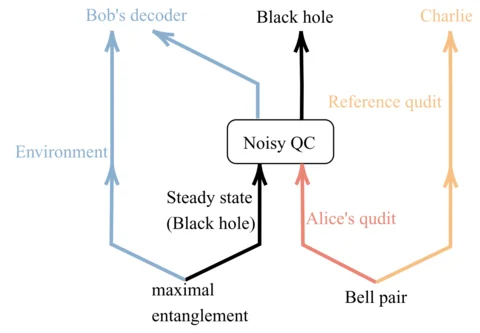 Bob's decoder
Black hole
Charlie
Reference qudit
Noisy QC
Environment
Steady state
(Black hole)
Alice's qudit
maximal
entanglement
Bell pair